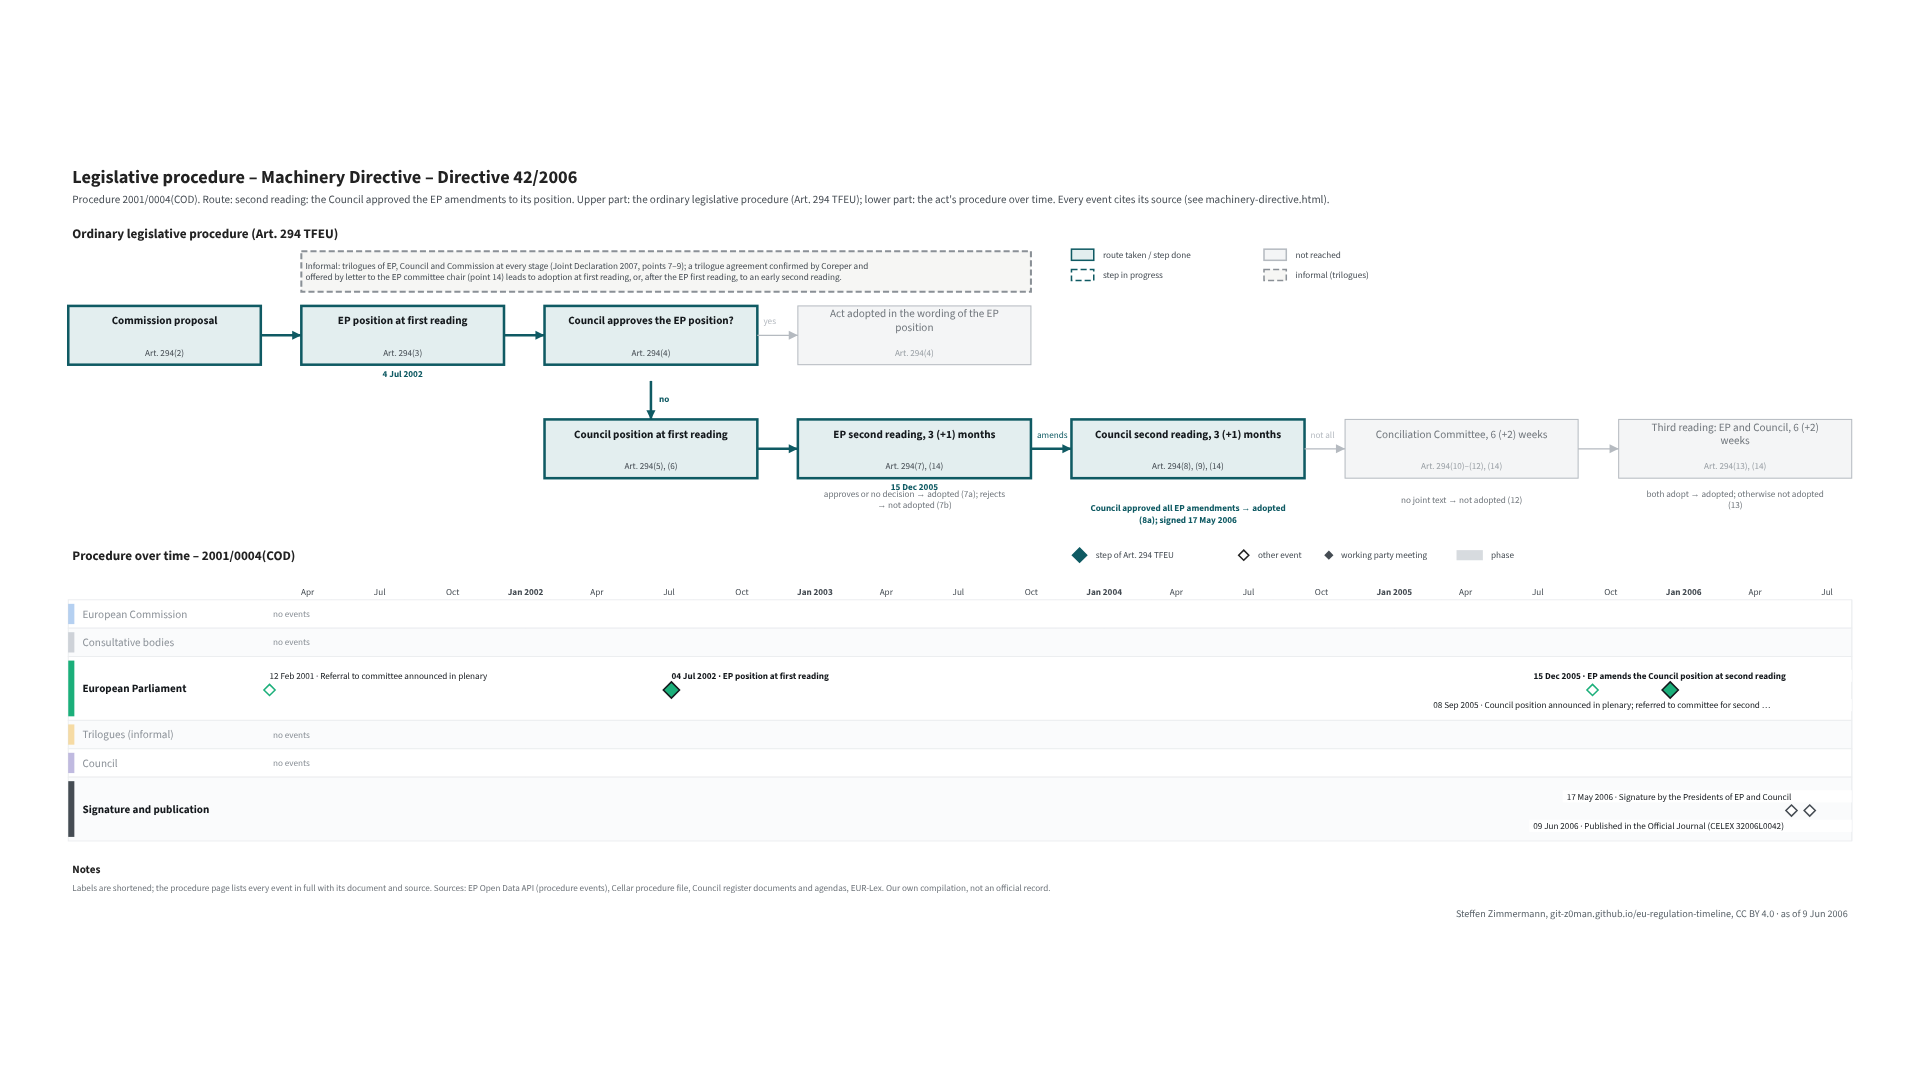 Legislative procedure – Machinery Directive – Directive 42/2006
Procedure 2001/0004(COD). Route: second reading: the Council approved the EP amendments to its position. Upper part: the ordinary legislative procedure (Art. 294 TFEU); lower part: the act's procedure over time. Every event cites its source (see machinery-directive.html).
Ordinary legislative procedure (Art. 294 TFEU)
Informal: trilogues of EP, Council and Commission at every stage (Joint Declaration 2007, points 7–9); a trilogue agreement confirmed by Coreper and
offered by letter to the EP committee chair (point 14) leads to adoption at first reading, or, after the EP first reading, to an early second reading.
route taken / step done
not reached
step in progress
informal (trilogues)
Commission proposal
Art. 294(2)
EP position at first reading
Art. 294(3)
4 Jul 2002
Council approves the EP position?
Art. 294(4)
yes
Act adopted in the wording of the EP
position
Art. 294(4)
no
Council position at first reading
Art. 294(5), (6)
EP second reading, 3 (+1) months
Art. 294(7), (14)
15 Dec 2005
approves or no decision → adopted (7a); rejects
→ not adopted (7b)
amends
Council second reading, 3 (+1) months
Art. 294(8), (9), (14)
Council approved all EP amendments → adopted
(8a); signed 17 May 2006
not all
Conciliation Committee, 6 (+2) weeks
Art. 294(10)–(12), (14)
no joint text → not adopted (12)
Third reading: EP and Council, 6 (+2)
weeks
Art. 294(13), (14)
both adopt → adopted; otherwise not adopted
(13)
Procedure over time – 2001/0004(COD)
step of Art. 294 TFEU
other event
working party meeting
phase
Apr Jul Oct Jan 2002 Apr Jul Oct Jan 2003 Apr Jul Oct Jan 2004 Apr Jul Oct Jan 2005 Apr Jul Oct Jan 2006 Apr Jul
European Commission
no events
Consultative bodies
no events
European Parliament
12 Feb 2001 · Referral to committee announced in plenary
04 Jul 2002 · EP position at first reading
15 Dec 2005 · EP amends the Council position at second reading
08 Sep 2005 · Council position announced in plenary; referred to committee for second …
Trilogues (informal)
no events
Council
no events
Signature and publication
17 May 2006 · Signature by the Presidents of EP and Council
09 Jun 2006 · Published in the Official Journal (CELEX 32006L0042)
Notes
Labels are shortened; the procedure page lists every event in full with its document and source. Sources: EP Open Data API (procedure events), Cellar procedure file, Council register documents and agendas, EUR-Lex. Our own compilation, not an official record.
Steffen Zimmermann, git-z0man.github.io/eu-regulation-timeline, CC BY 4.0 · as of 9 Jun 2006